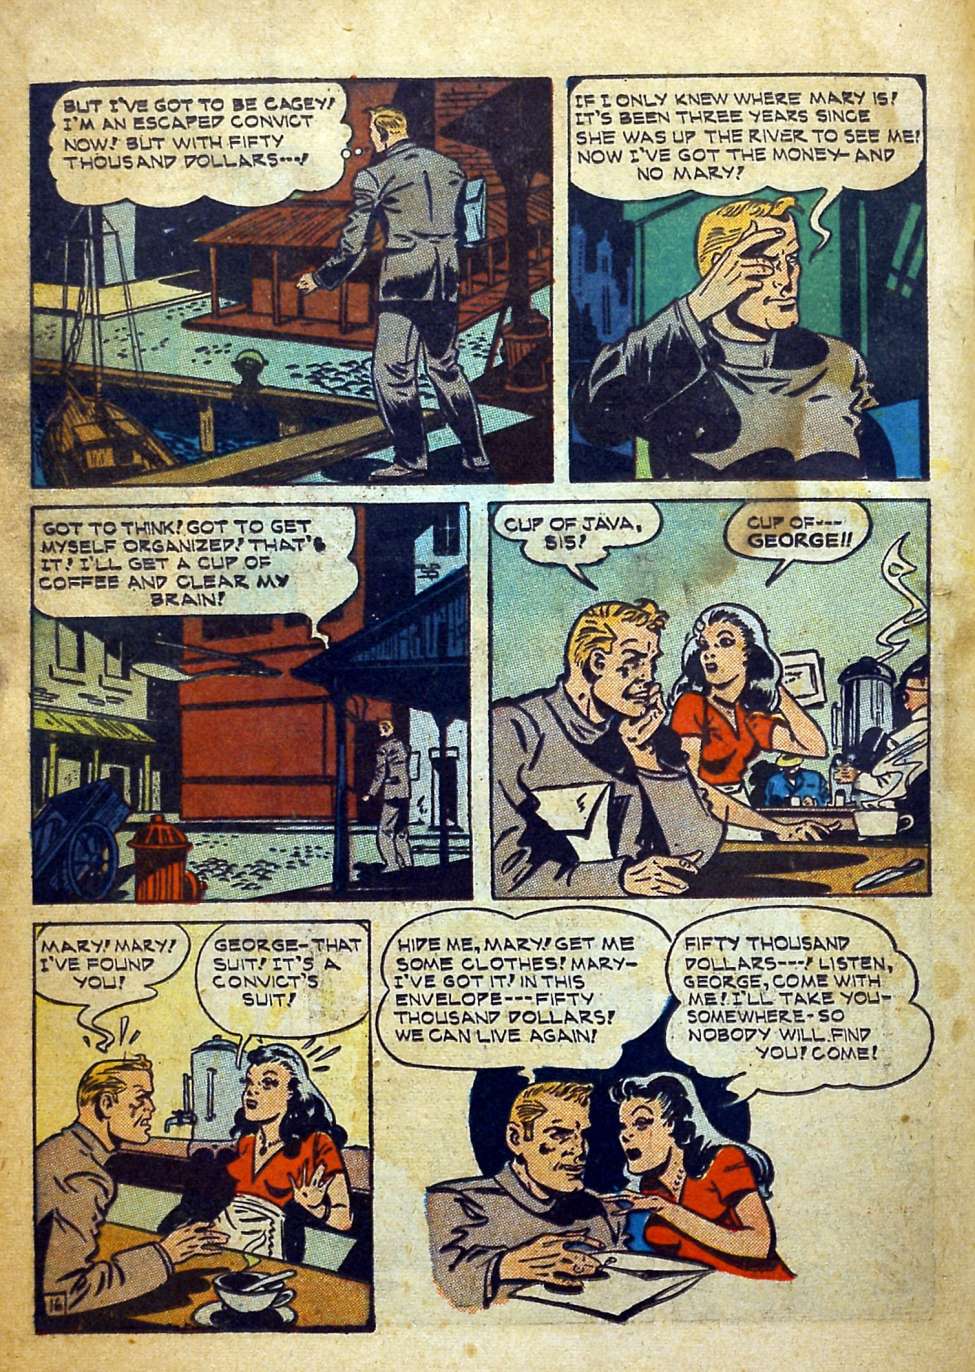 BUT I'VE GOT TO BE CAGEY!
I'M AN ESCAPED CONVICT
NOW! BUT WITH FIFTY
THOUSAND DOLLARS---!
IF I ONLY KNEW WHERE MARY IS!
IT'S BEEN THREE YEARS SINCE
SHE WAS UP THE RIVER TO SEE ME!
NOW I'VE GOT THE MONEY- AND
NO MARY!
GOT TO THINK! GOT TO GET
MYSELF ORGANIZED! THAT'S
IT! I'LL GET A CUP OF
COFFEE AND CLEAR MY
BRAIN!
CUP OF JAVA,
SIS!
CUP OF---
GEORGE!!
MARY! MARY!
I'VE FOUND
YOU!
GEORGE-THAT
SUIT! IT'S A
CONVICT'S
SUIT!
HIDE ME, MARY! GET ME
SOME CLOTHES! MARY-
I'VE GOT IT! IN THIS
ENVELOPE---FIFTY
THOUSAND DOLLARS!
WE CAN LIVE AGAIN!
FIFTY THOUSAND
DOLLARS---! LISTEN,
GEORGE, COME WITH
ME! I'LL TAKE YOU-
SOMEWHERE-SO
NOBODY WILL FIND
YOU! COME!
16